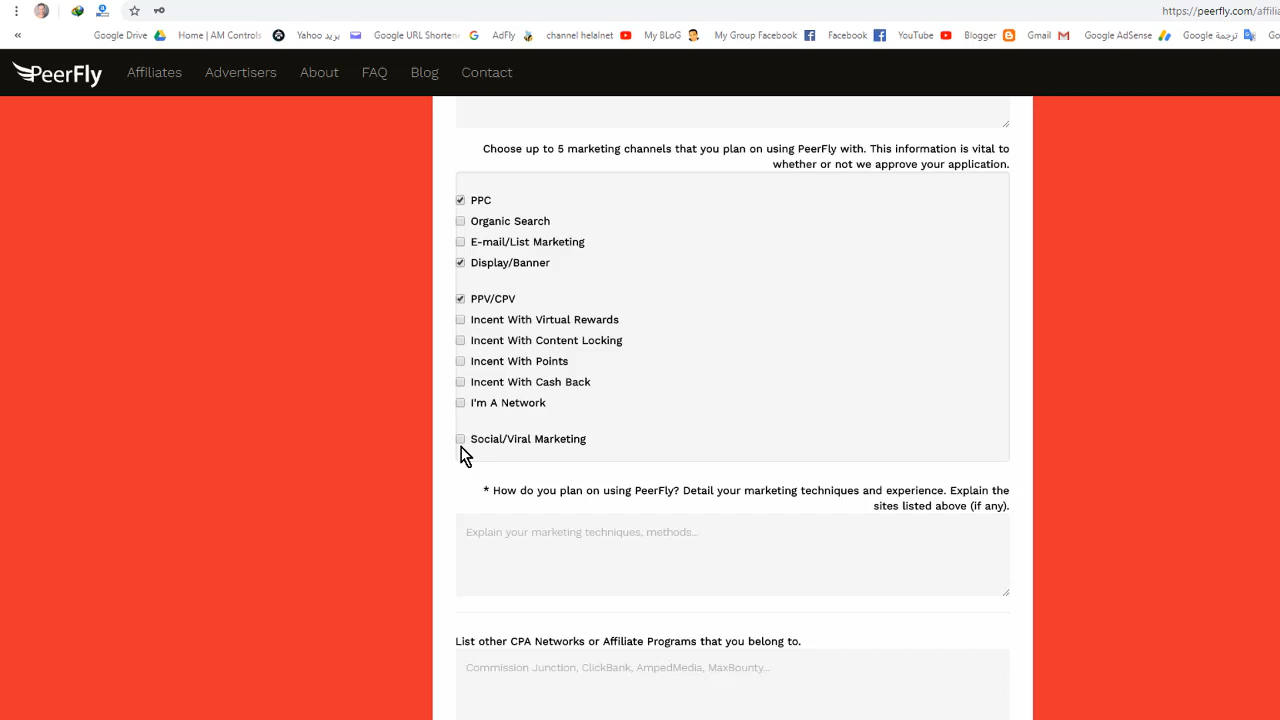 https://peerfly.com/affilia
«
Google Drive
Home | AM Controls
بريد Yahoo
Google URL Shortene
AdFly
channel helalnet
My BLoG
My Group Facebook
Facebook
YouTube
Blogger
Gmail
Google AdSense
ترجمة Google
Go
PeerFly
Affiliates
Advertisers
About
FAQ
Blog
Contact
Choose up to 5 marketing channels that you plan on using PeerFly with. This information is vital to
whether or not we approve your application.
PPC
Organic Search
E-mail/List Marketing
Display/Banner
PPV/CPV
Incent With Virtual Rewards
Incent With Content Locking
Incent With Points
Incent With Cash Back
I'm A Network
Social/Viral Marketing
* How do you plan on using PeerFly? Detail your marketing techniques and experience. Explain the
sites listed above (if any).
Explain your marketing techniques, methods...
List other CPA Networks or Affiliate Programs that you belong to.
Commission Junction, ClickBank, AmpedMedia, MaxBounty...